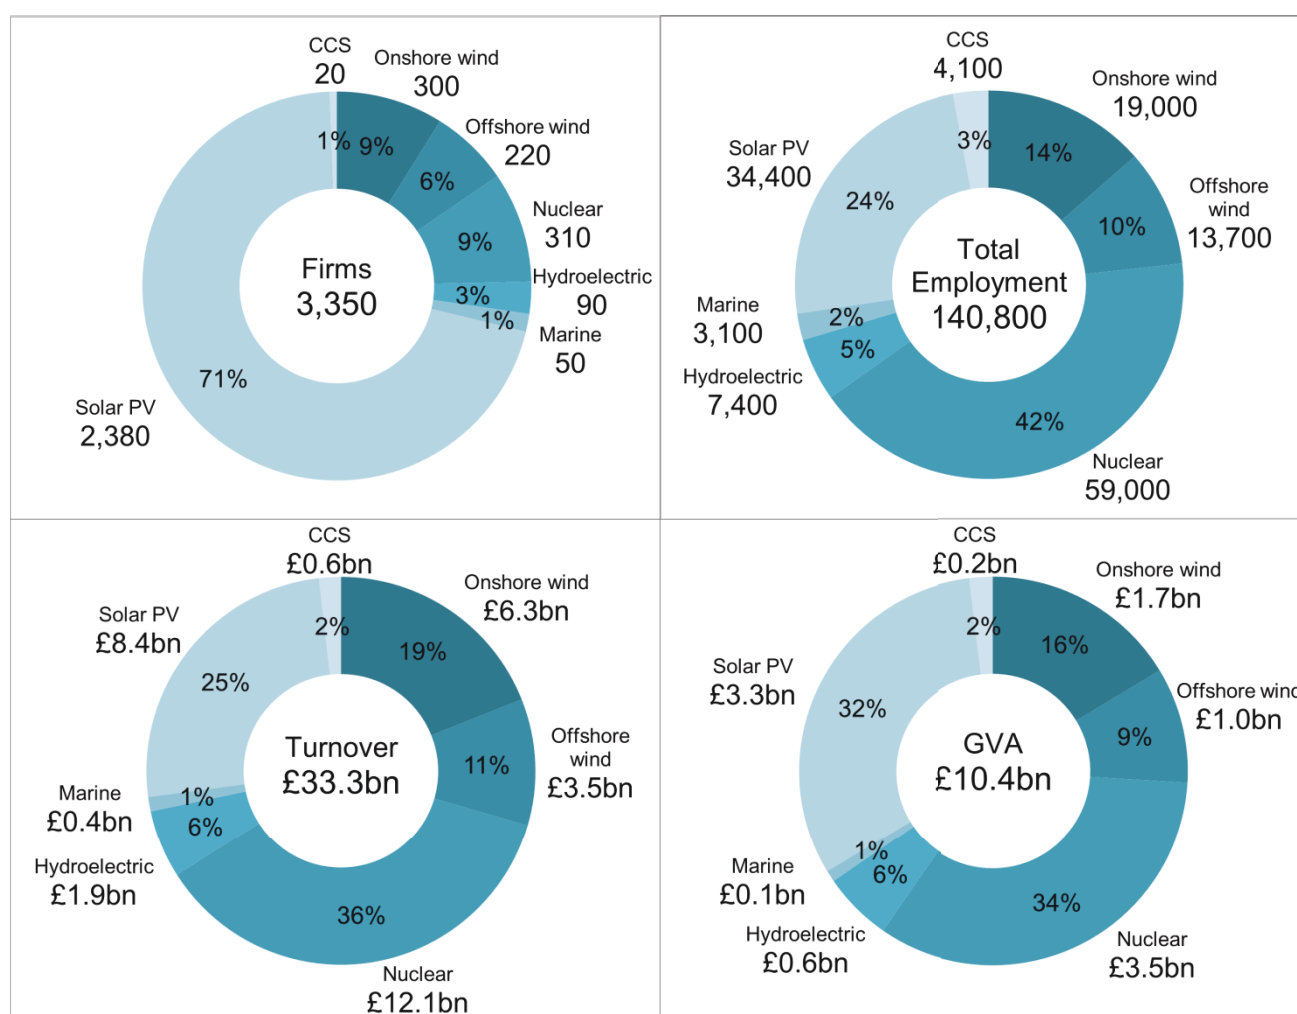 CCS
20
Onshore wind
300
Offshore wind
220
Nuclear
310
Hydroelectric
90
Marine
50
Solar PV
2,380
1%
9%
6%
9%
3%
1%
71%
Firms
3,350
CCS
4,100
Onshore wind
19,000
Offshore
wind
13,700
Nuclear
59,000
Hydroelectric
7,400
Marine
3,100
Solar PV
34,400
3%
14%
10%
42%
5%
2%
24%
Total
Employment
140,800
CCS
£0.6bn
Onshore wind
£6.3bn
Offshore
wind
£3.5bn
Nuclear
£12.1bn
Hydroelectric
£1.9bn
Marine
£0.4bn
Solar PV
£8.4bn
2%
19%
11%
36%
6%
1%
25%
Turnover
£33.3bn
CCS
£0.2bn
Onshore wind
£1.7bn
Offshore wind
£1.0bn
Nuclear
£3.5bn
Hydroelectric
£0.6bn
Marine
£0.1bn
Solar PV
£3.3bn
2%
16%
9%
34%
6%
1%
32%
GVA
£10.4bn